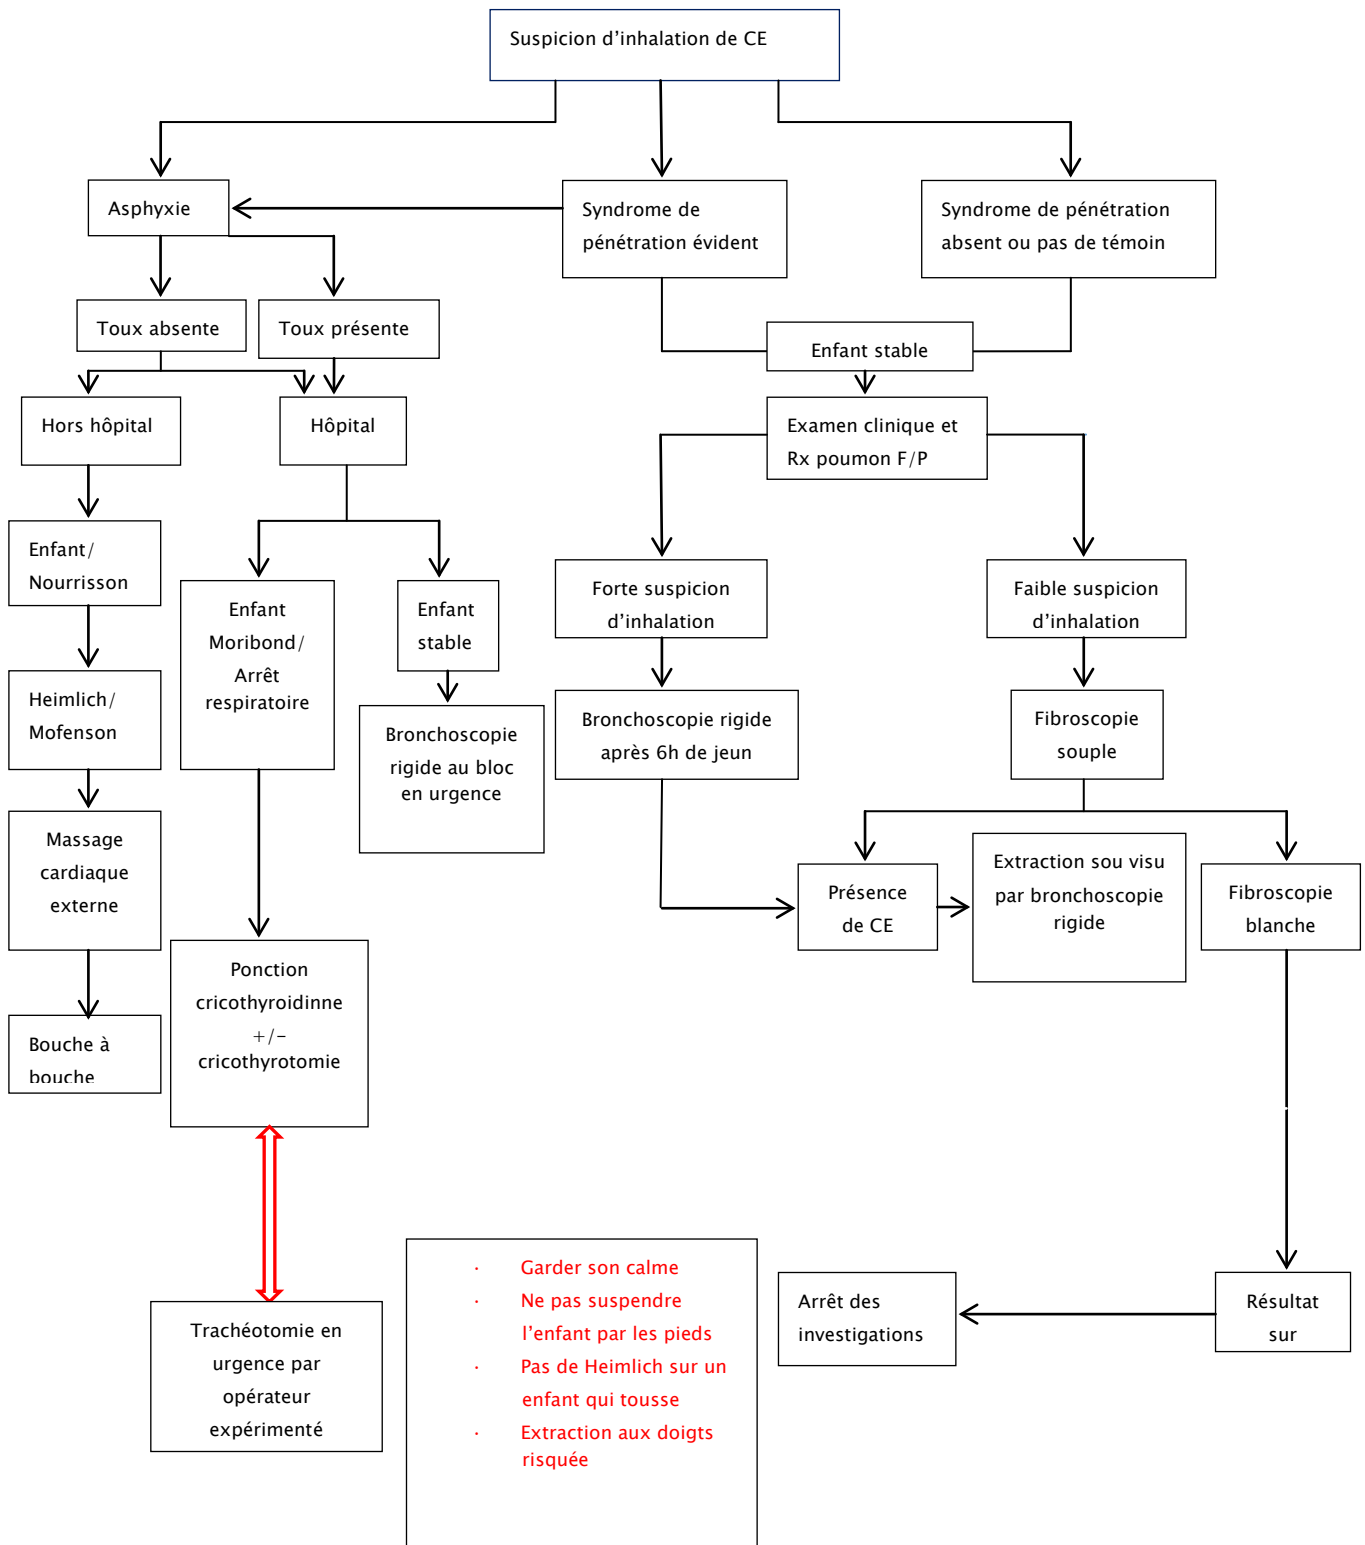 Suspicion d’inhalation de CE
Asphyxie
Syndrome de
pénétration évident
Syndrome de pénétration
absent ou pas de témoin
Toux absente
Toux présente
Enfant stable
Hors hôpital
Hôpital
Examen clinique et
Rx poumon F/P
Enfant/
Nourrisson
Enfant
Moribond/
Arrêt
respiratoire
Enfant
stable
Forte suspicion
d’inhalation
Faible suspicion
d’inhalation
Heimlich/
Mofenson
Bronchoscopie
rigide au bloc
en urgence
Bronchoscopie rigide
après 6h de jeun
Fibroscopie
souple
Massage
cardiaque
externe
Présence
de CE
Extraction sou visu
par bronchoscopie
rigide
Fibroscopie
blanche
Ponction
cricothyroidinne
+/-
cricothyrotomie
Bouche à
bouche
Trachéotomie en
urgence par
opérateur
expérimenté
· Garder son calme
· Ne pas suspendre
l’enfant par les pieds
· Pas de Heimlich sur un
enfant qui tousse
· Extraction aux doigts
risquée
Arrêt des
investigations
Résultat
sur